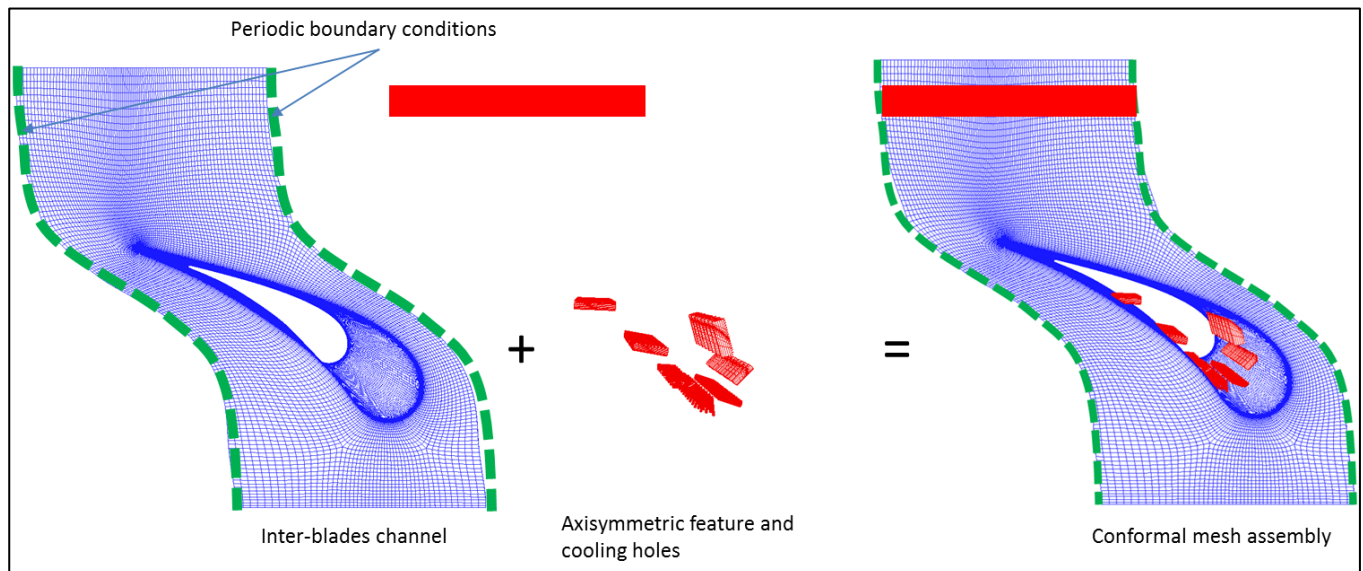 Periodic boundary conditions
+
=
Inter-blades channel
Axisymmetric feature and
cooling holes
Conformal mesh assembly